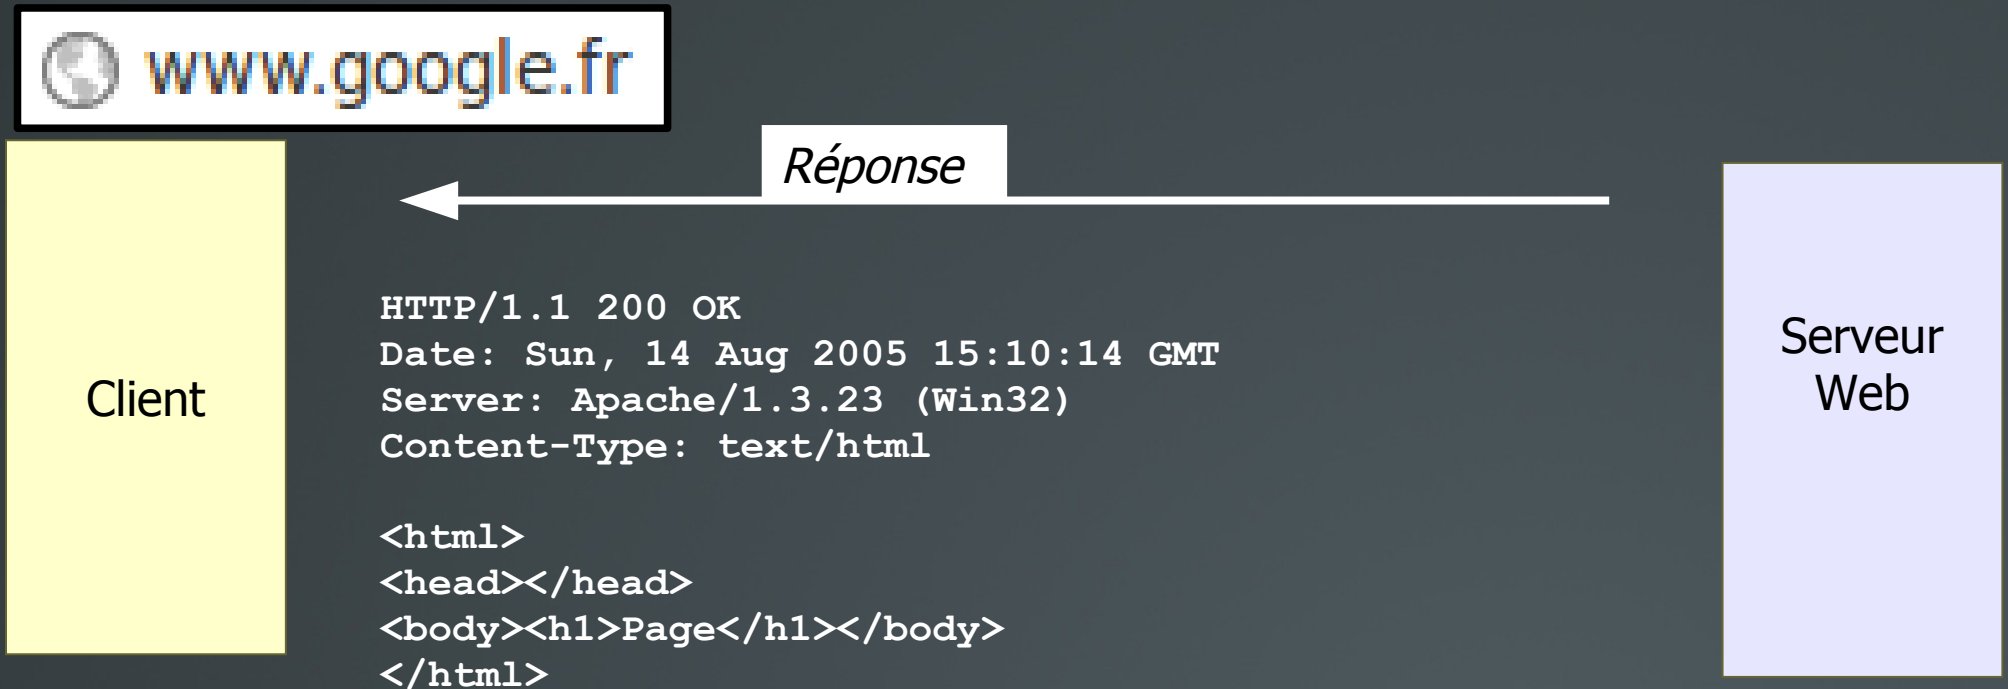 www.google.fr
Réponse
Client
HTTP/1.1 200 OK
Date: Sun, 14 Aug 2005 15:10:14 GMT
Server: Apache/1.3.23 (Win32)
Content-Type: text/html
<html>
<head></head>
<body><h1>Page</h1></body>
</html>
Serveur
Web